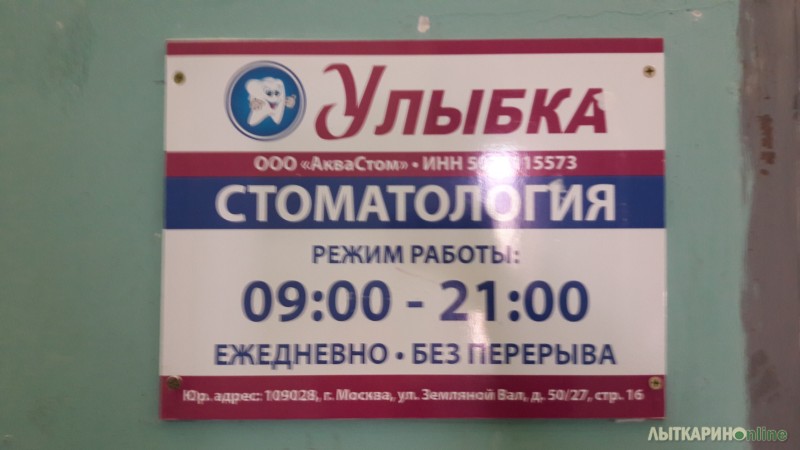 УЛЫБКА
ООО «АкваСтом» • ИНН
СТОМАТОЛОГИЯ
РЕЖИМ РАБОТЫ:
09:00 - 21:00
ЕЖЕДНЕВНО • БЕЗ ПЕРЕРЫВА
Юр. адрес: 109028, г. Москва, ул. Земляной Вал, д. 50/27, стр. 16
ЛЫТКАРИНОonline